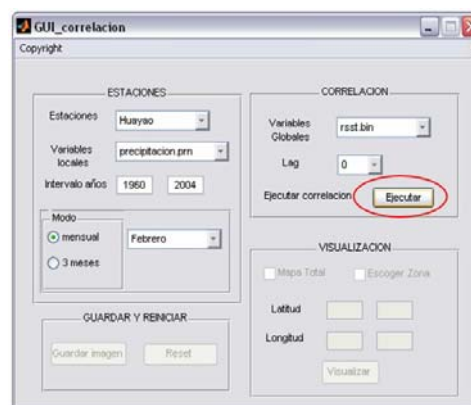 GUI_correlacion
Copyright
ESTACIONES
Estaciones
Huayao
Variables
locales
precipitacion.prn
Intervalo años
1960
2004
Modo
mensual
Febrero
3 meses
GUARDAR Y REINICIAR
Guardar imagen
Reset
CORRELACION
Variables
Globales
rsst.bin
Lag
0
Ejecutar correlacion
Ejecutar
VISUALIZACION
Mapa Total
Escoger Zona
Latitud
Longitud
Visualizar